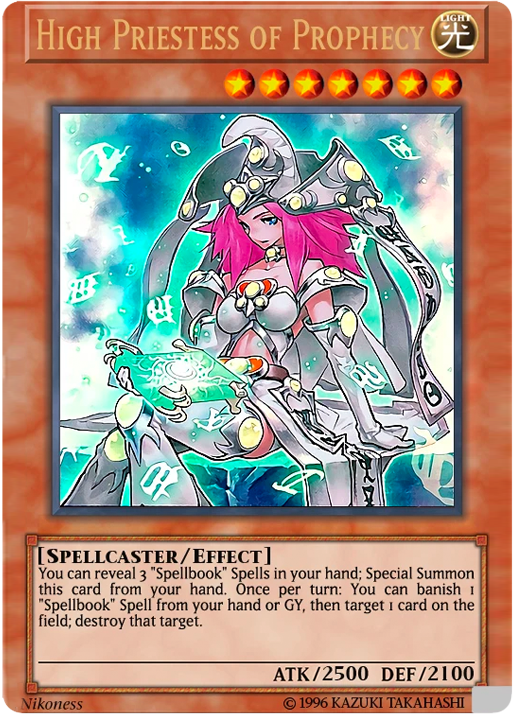 HIGH PRIESTESS OF PROPHECY
LIGHT
光
[SPELLCASTER/EFFECT]
You can reveal 3 "Spellbook" Spells in your hand; Special Summon
this card from your hand. Once per turn: You can banish 1
"Spellbook" Spell from your hand or GY, then target 1 card on the
field; destroy that target.
ATK/2500 DEF/2100
Nikoness
©1996 KAZUKI TAKAHASHI